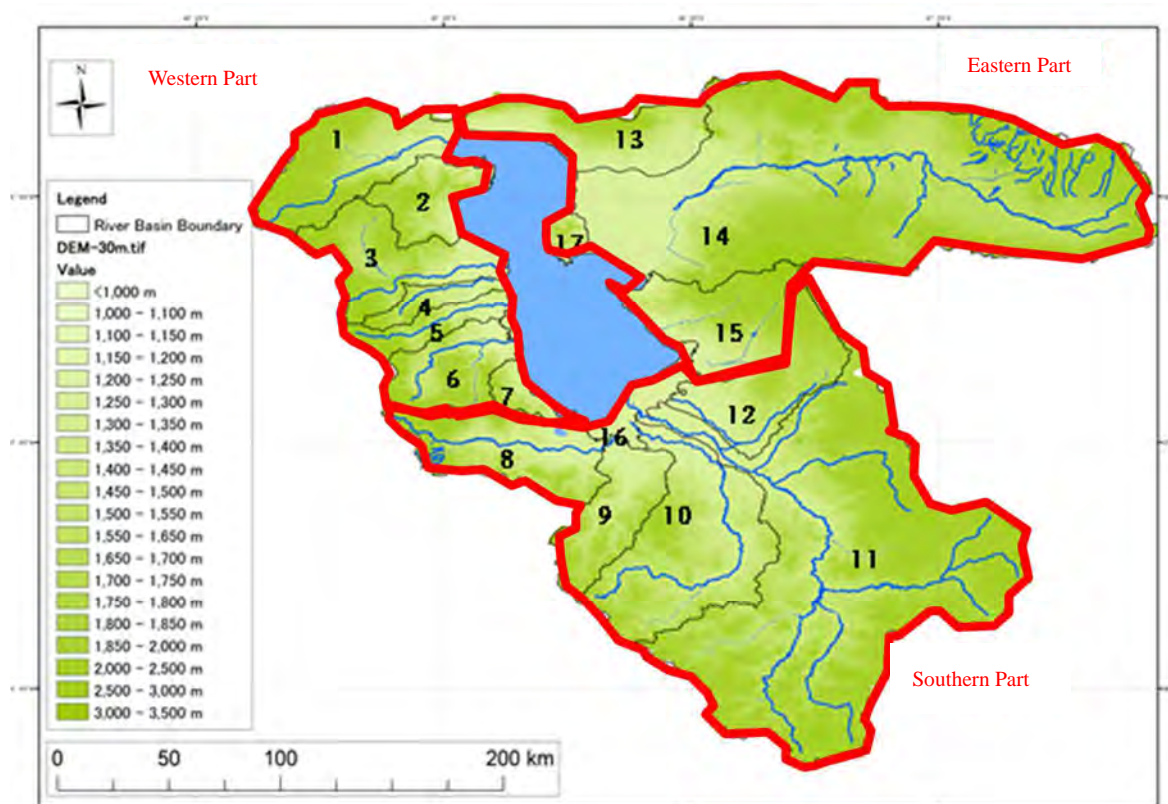 Western Part
Eastern Part
N
1
13
2
17
14
3
4
5
15
6
7
12
16
8
9
10
11
Southern Part
Legend
River Basin Boundary
DEM-30m.tif
Value
<1,000 m
1,000 - 1,100 m
1,100 - 1,150 m
1,150 - 1,200 m
1,200 - 1,250 m
1,250 - 1,300 m
1,300 - 1,350 m
1,350 - 1,400 m
1,400 - 1,450 m
1,450 - 1,500 m
1,500 - 1,550 m
1,550 - 1,650 m
1,650 - 1,700 m
1,700 - 1,750 m
1,750 - 1,800 m
1,800 - 1,850 m
1,850 - 2,000 m
2,000 - 2,500 m
2,500 - 3,000 m
3,000 - 3,500 m
0 50 100 200 km